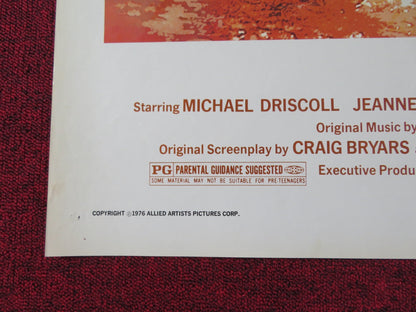 Starring MICHAEL DRISCOLL JEANNE
Original Music by
Original Screenplay by CRAIG BRYARS
PG PARENTAL GUIDANCE SUGGESTED
SOME MATERIAL MAY NOT BE SUITABLE FOR PRE-TEENAGERS
Executive Produ
COPYRIGHT ©1976 ALLIED ARTISTS PICTURES CORP.